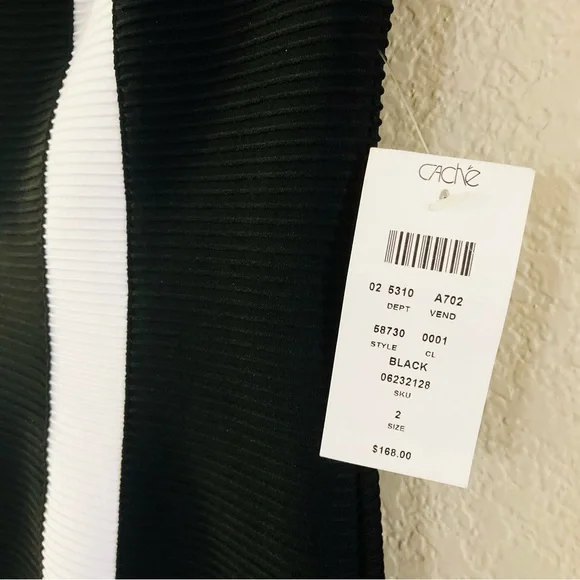 CAché
02 5310 A702
DEPT VEND
58730 0001
STYLE CL
BLACK
06232128
SKU
2
SIZE
$168.00